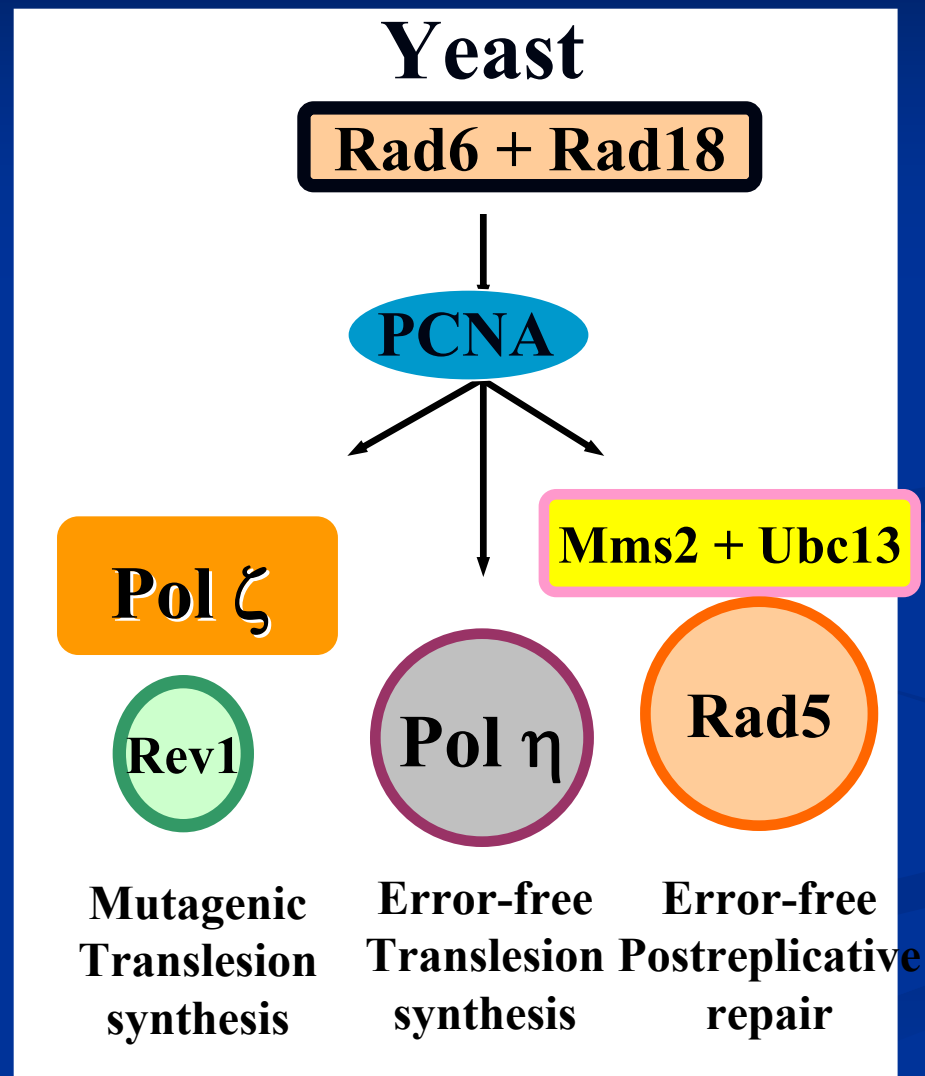 Yeast
Rad6 + Rad18
PCNA
Pol ζ
Rev1
Mutagenic
Translesion
synthesis
Pol η
Error-free
Translesion
synthesis
Mms2 + Ubc13
Rad5
Error-free
Postreplicative
repair